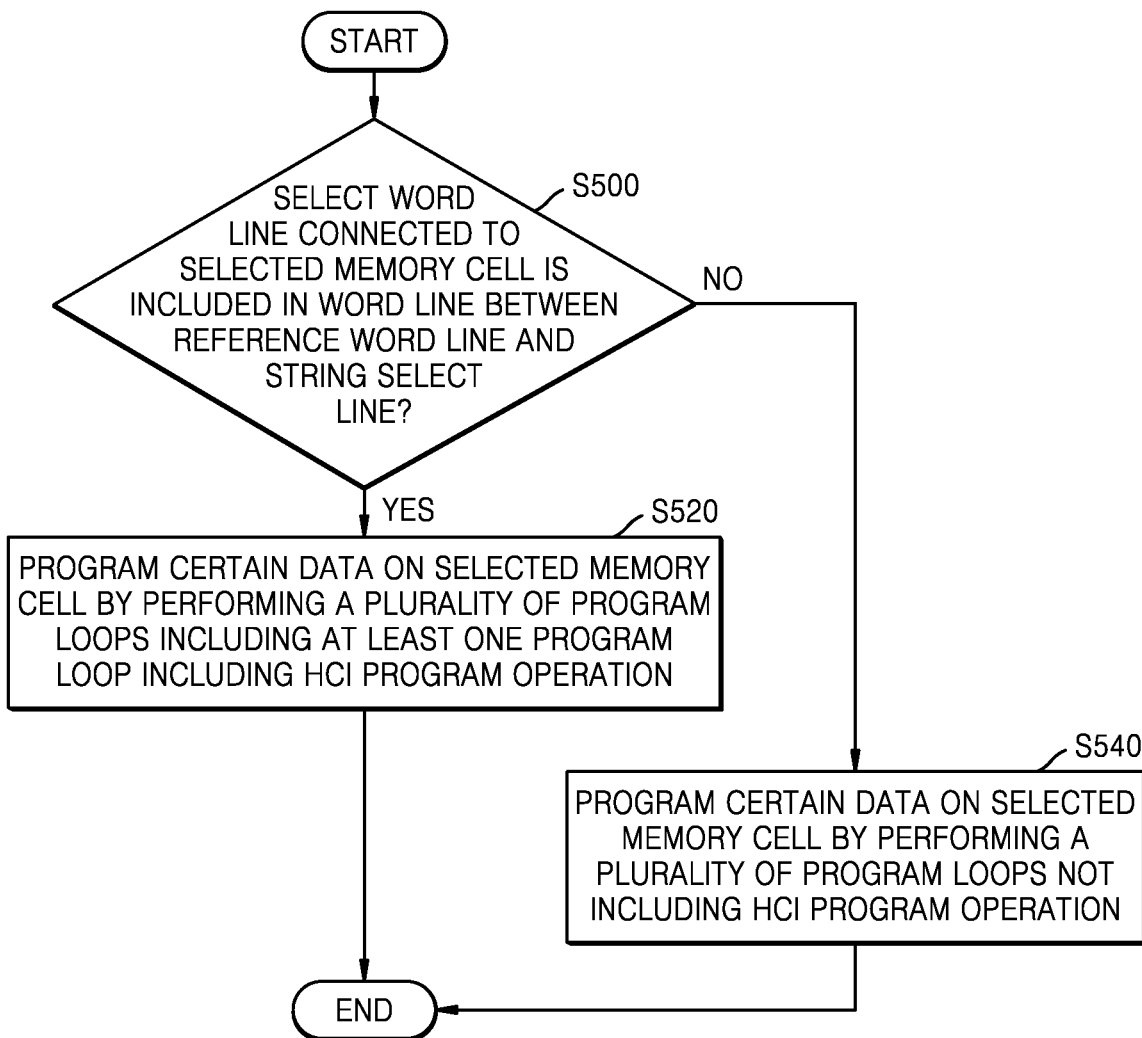 START
S500
SELECT WORD
LINE CONNECTED TO
SELECTED MEMORY CELL IS
INCLUDED IN WORD LINE BETWEEN
REFERENCE WORD LINE AND
STRING SELECT
LINE?
NO
YES
S520
PROGRAM CERTAIN DATA ON SELECTED MEMORY
CELL BY PERFORMING A PLURALITY OF PROGRAM
LOOPS INCLUDING AT LEAST ONE PROGRAM
LOOP INCLUDING HCI PROGRAM OPERATION
S540
PROGRAM CERTAIN DATA ON SELECTED
MEMORY CELL BY PERFORMING A
PLURALITY OF PROGRAM LOOPS NOT
INCLUDING HCI PROGRAM OPERATION
END